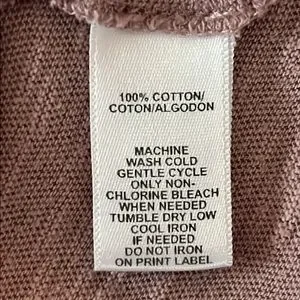 100% COTTON/
COTON/ALGODON
MACHINE
WASH COLD
GENTLE CYCLE
ONLY NON-
CHLORINE BLEACH
WHEN NEEDED
TUMBLE DRY LOW
COOL IRON
IF NEEDED
DO NOT IRON
ON PRINT LABEL